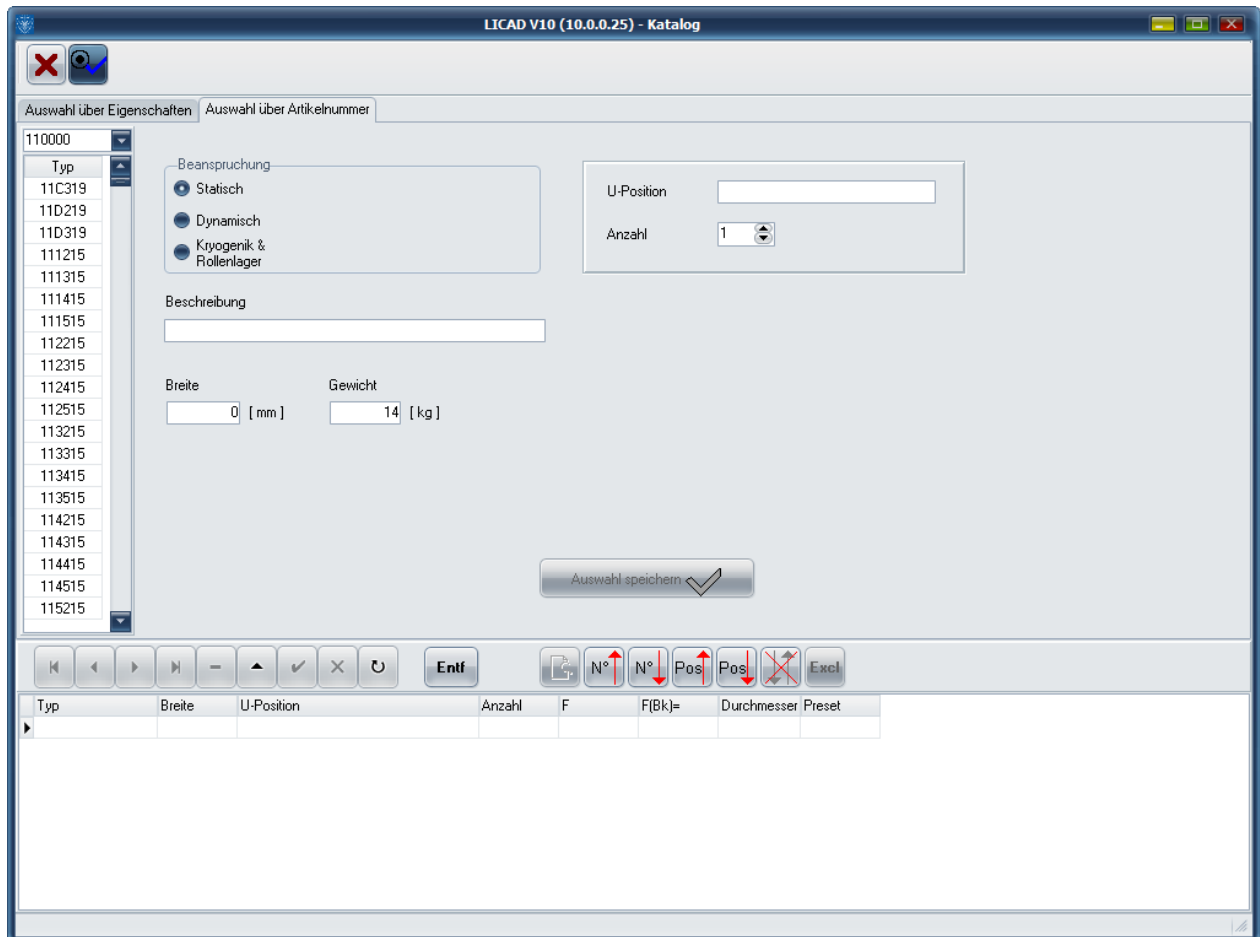 LICAD V10 (10.0.0.25) - Katalog
Auswahl über Eigenschaften
Auswahl über Artikelnummer
110000
Typ
11C319
11D219
11D319
111215
111315
111415
111515
112215
112315
112415
112515
113215
113315
113415
113515
114215
114315
114415
114515
115215
Beanspruchung
Statisch
Dynamisch
Kryogenik &
Rollenlager
U-Position
Anzahl 1
Beschreibung
Breite Gewicht
0 [ mm ] 14 [ kg ]
Auswahl speichern
Entf N° N° Pos Pos Excl
Typ Breite U-Position Anzahl F F(Bk)= Durchmesser Preset